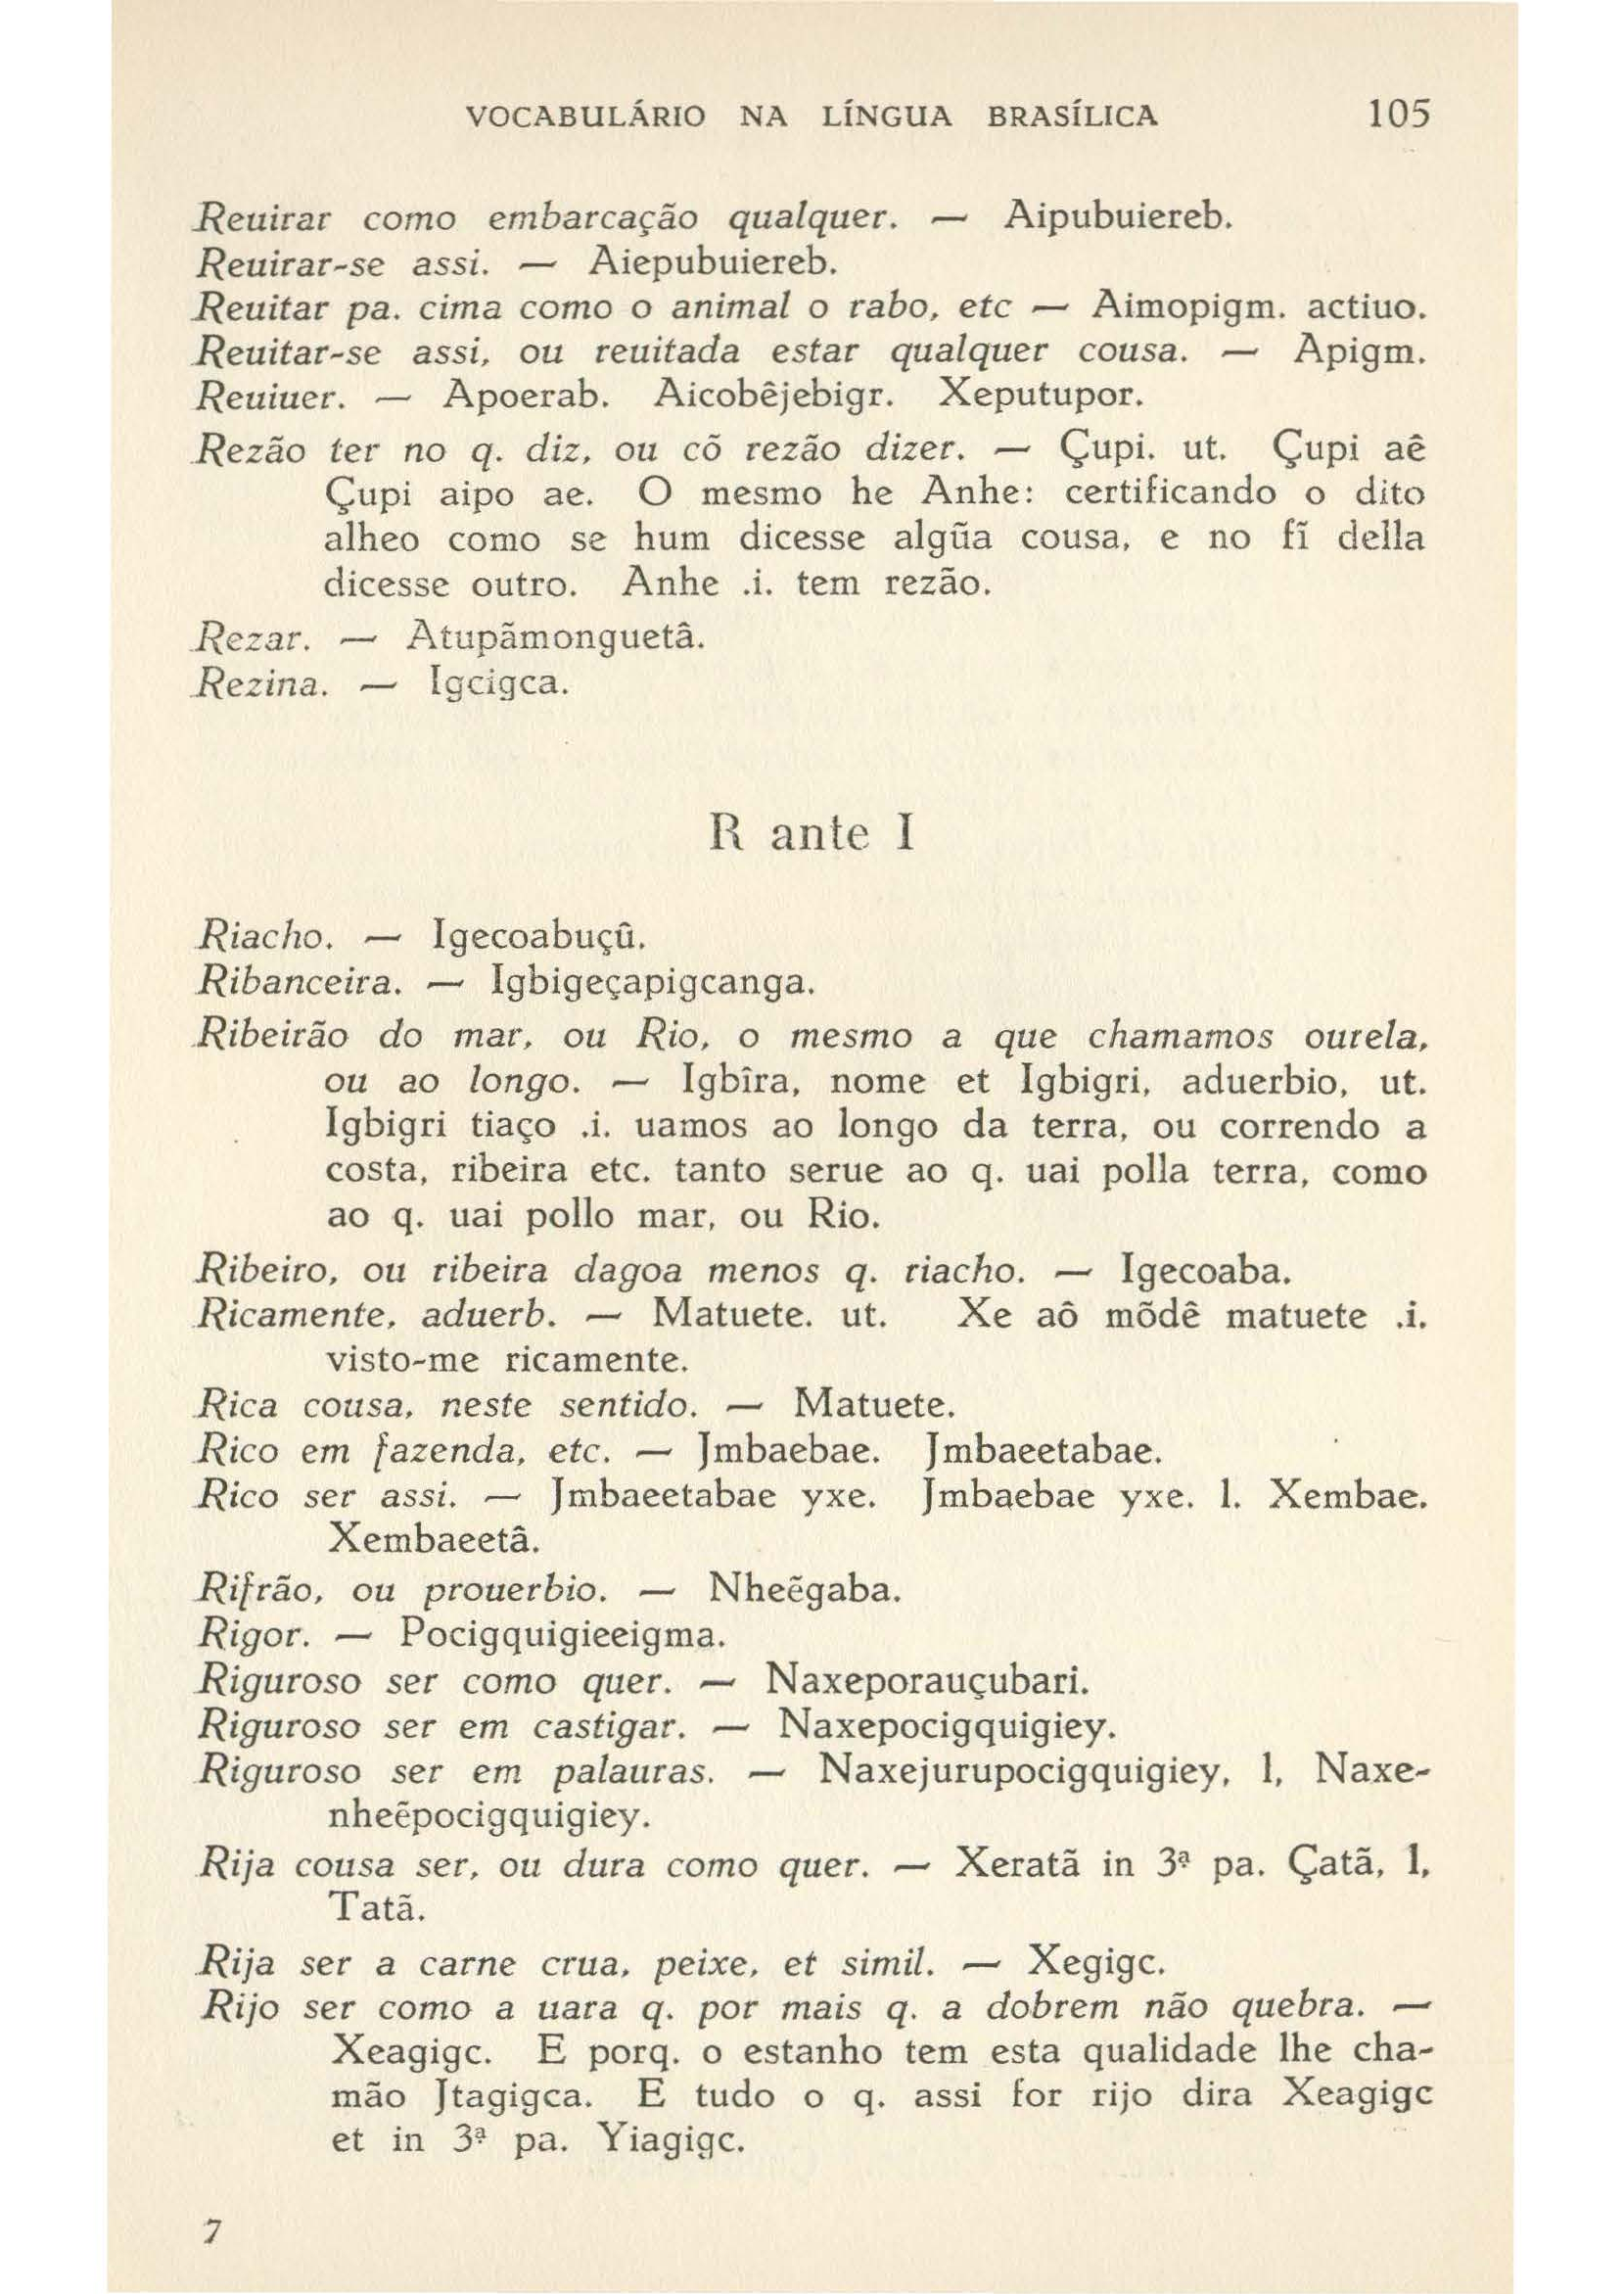 VOCABULÁRIO NA LÍNGUA BRASÍLICA 105
Reuirar como embarcação qualquer. — Aipubuiereb.
Reuirar-se assi. — Aiepubuiereb.
Reuitar pa. cima como o animal o rabo, etc — Aimopigm. actiuo.
Reuitar-se assi, ou reuitada estar qualquer cousa. — Apigm.
Reuiuer. — Apoerab. Aicobêjebigr. Xeputupor.
Rezão ter no q. diz, ou cõ rezão dizer. — Çupi. ut. Çupi aê
Çupi aipo ae. O mesmo he Anhe: certificando o dito
alheo como se hum dicesse algũa cousa, e no fĩ della
dicesse outro. Anhe .i. tem rezão.
Rezar. — Atupãmonguetâ.
Rezina. — Igcigca.
R ante I
Riacho. — Igecoabuçû.
Ribanceira. — Igbigeçapigcanga.
Ribeirão do mar, ou Rio, o mesmo a que chamamos ourela,
ou ao longo. — Igbîra, nome et Igbigri, aduerbio, ut.
Igbigri tiaço .i. uamos ao longo da terra, ou correndo a
costa, ribeira etc. tanto serue ao q. uai polla terra, como
ao q. uai pollo mar, ou Rio.
Ribeiro, ou ribeira dagoa menos q. riacho. — Igecoaba.
Ricamente, aduerb. — Matuete. ut. Xe aô mõdê matuete .i.
visto-me ricamente.
Rica cousa, neste sentido. — Matuete.
Rico em fazenda, etc. — Jmbaebae. Jmbaeetabae.
Rico ser assi. — Jmbaeetabae yxe. Jmbaebae yxe. l. Xembae.
Xembaeetâ.
Rifrão, ou prouerbio. — Nheẽgaba.
Rigor. — Pocigquigieeigma.
Riguroso ser como quer. — Naxeporauçubari.
Riguroso ser em castigar. — Naxepocigquigiey.
Riguroso ser em palauras. — Naxejurupocigquigiey, l, Naxe-
nheẽpocigquigiey.
Rija cousa ser, ou dura como quer. — Xeratã in 3ª pa. Çatã, l,
Tatã.
Rija ser a carne crua, peixe, et simil. — Xegigc.
Rijo ser como a uara q. por mais q. a dobrem não quebra. —
Xeagigc. E porq. o estanho tem esta qualidade lhe cha-
mão Jtagigca. E tudo o q. assi for rijo dira Xeagigc
et in 3ª pa. Yiagigc.
7